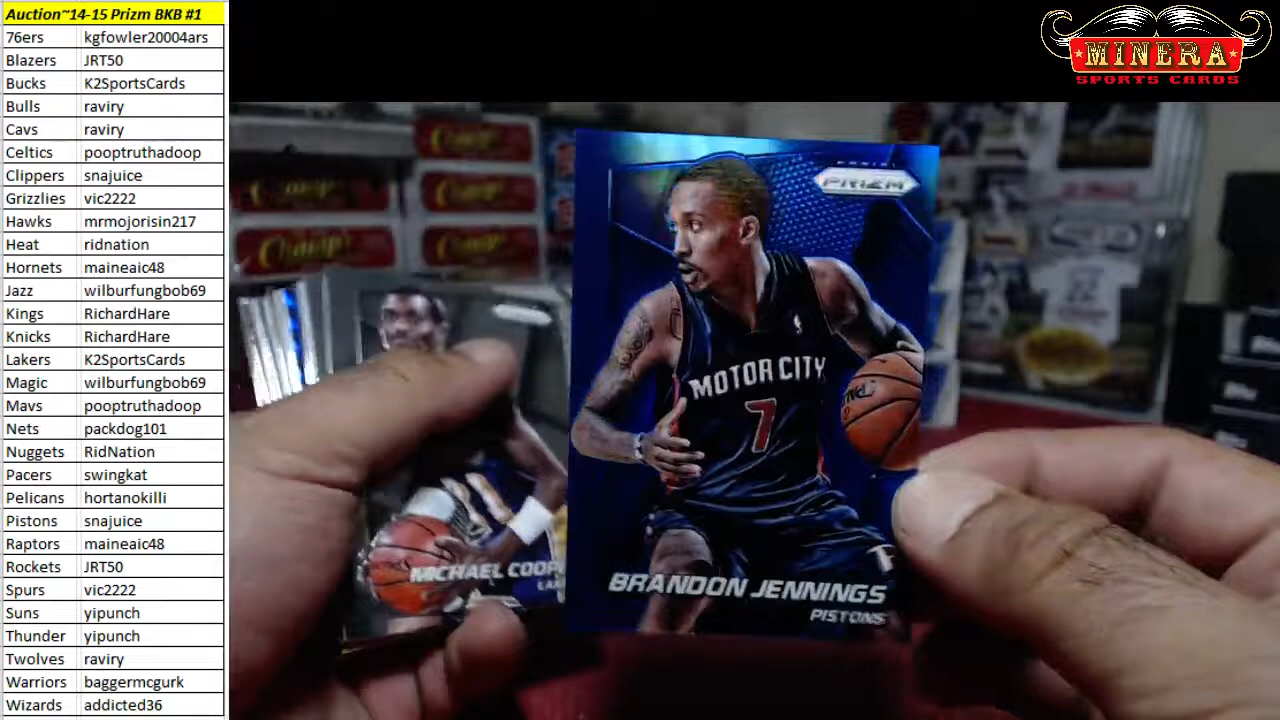 Auction~14-15 Prizm BKB #1
76ers kgfowler20004ars
Blazers JRT50
Bucks K2SportsCards
Bulls raviry
Cavs raviry
Celtics pooptruthadoop
Clippers snajuice
Grizzlies vic2222
Hawks mrmojorisin217
Heat ridnation
Hornets maineaic48
Jazz wilburfungbob69
Kings RichardHare
Knicks RichardHare
Lakers K2SportsCards
Magic wilburfungbob69
Mavs pooptruthadoop
Nets packdog101
Nuggets RidNation
Pacers swingkat
Pelicans hortanokilli
Pistons snajuice
Raptors maineaic48
Rockets JRT50
Spurs vic2222
Suns yipunch
Thunder yipunch
Twolves raviry
Warriors baggermcgurk
Wizards addicted36
MINERA
SPORTS CARDS
PANINI
PRIZM
MOTOR CITY
7
BRANDON JENNINGS
PISTONS
MICHAEL COOP